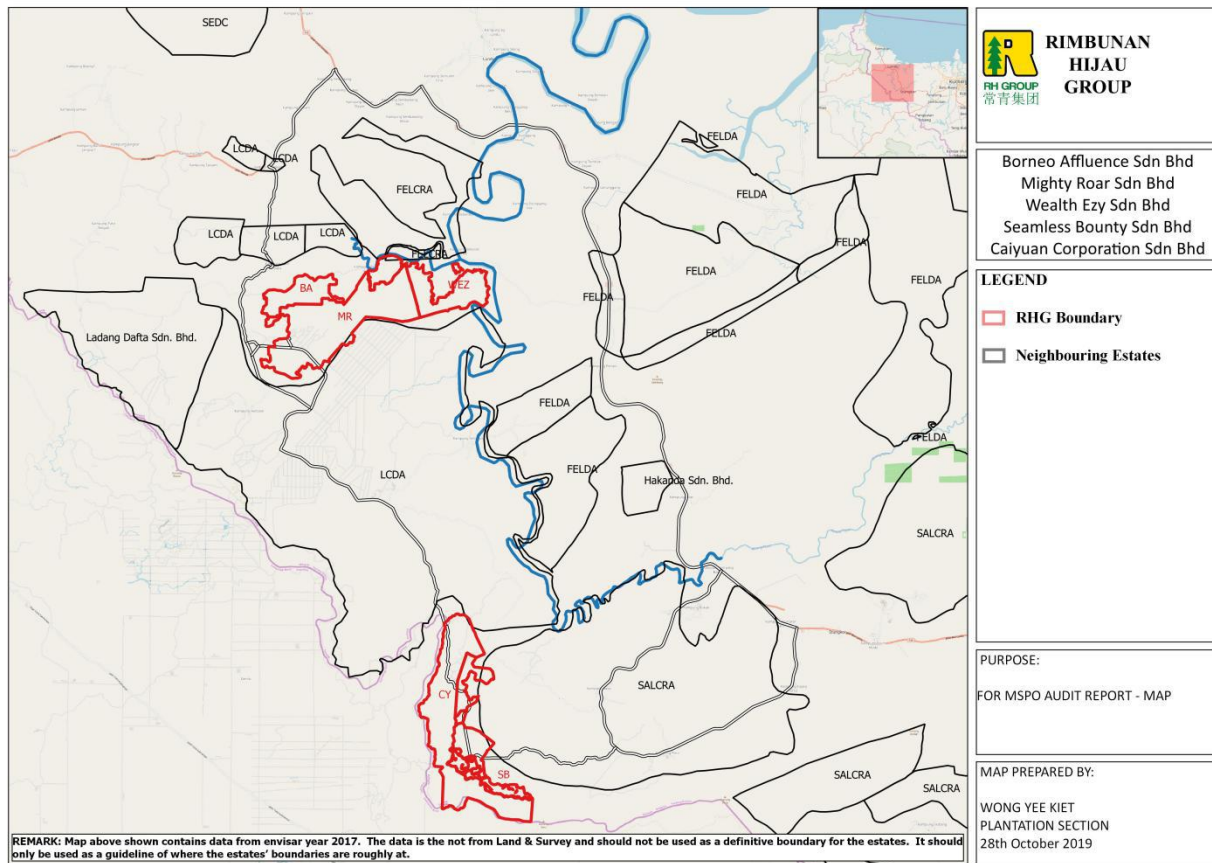 SEDC
LCDA
LCDA
FELCRA
LCDA
LCDA
LCDA
FELCRA
BA
MR
WEZ
Ladang Dafta Sdn. Bhd.
LCDA
FELDA
FELDA
FELDA
FELDA
FELDA
FELDA
FELDA
FELDA
FELDA
FELDA
Hakanda Sdn. Bhd.
SALCRA
SALCRA
CY
SB
SALCRA
SALCRA
REMARK: Map above shown contains data from envisar year 2017. The data is the not from Land & Survey and should not be used as a definitive boundary for the estates. It should
only be used as a guideline of where the estates' boundaries are roughly at.
R
RH GROUP
常青集团
RIMBUNAN
HIJAU
GROUP
Borneo Affluence Sdn Bhd
Mighty Roar Sdn Bhd
Wealth Ezy Sdn Bhd
Seamless Bounty Sdn Bhd
Caiyuan Corporation Sdn Bhd
LEGEND
RHG Boundary
Neighbouring Estates
PURPOSE:
FOR MSPO AUDIT REPORT - MAP
MAP PREPARED BY:
WONG YEE KIET
PLANTATION SECTION
28th October 2019